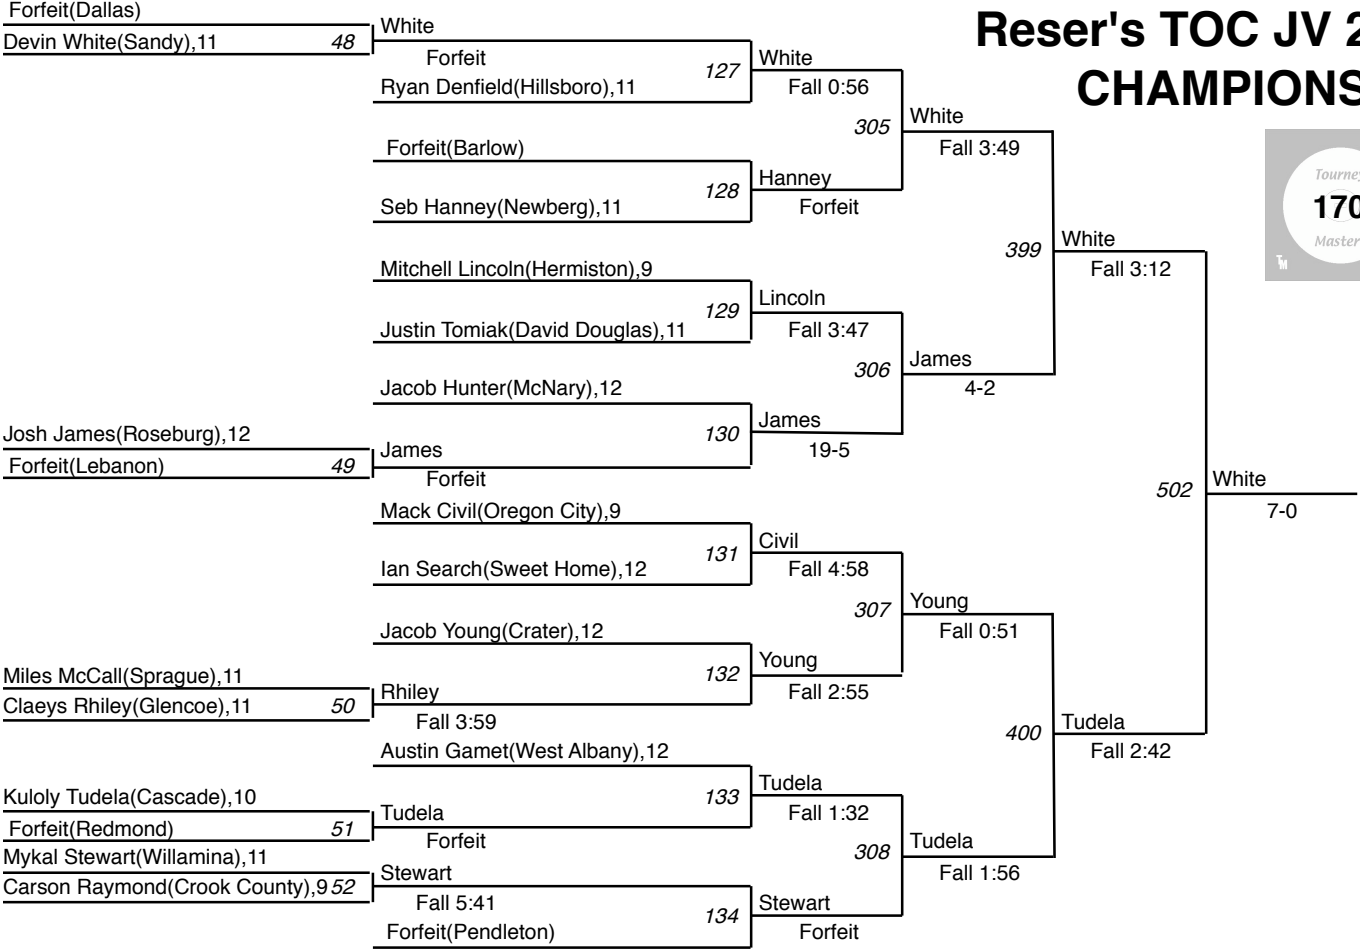 Forfeit(Dallas)
Devin White(Sandy),11 48
White
Forfeit
Ryan Denfield(Hillsboro),11
127
White
Fall 0:56
Forfeit(Barlow)
Seb Hanney(Newberg),11
128
Hanney
Forfeit
305
White
Fall 3:49
Mitchell Lincoln(Hermiston),9
Justin Tomiak(David Douglas),11
129
Lincoln
Fall 3:47
Jacob Hunter(McNary),12
Josh James(Roseburg),12
Forfeit(Lebanon) 49
James
Forfeit
130
James
19-5
306
James
4-2
399
White
Fall 3:12
Mack Civil(Oregon City),9
Ian Search(Sweet Home),12
131
Civil
Fall 4:58
Jacob Young(Crater),12
Miles McCall(Sprague),11
Claeys Rhiley(Glencoe),11 50
Rhiley
Fall 3:59
132
Young
Fall 2:55
307
Young
Fall 0:51
Austin Gamet(West Albany),12
Kuloly Tudela(Cascade),10
Forfeit(Redmond) 51
Tudela
Forfeit
133
Tudela
Fall 1:32
Mykal Stewart(Willamina),11
Carson Raymond(Crook County),9 52
Stewart
Fall 5:41
Forfeit(Pendleton)
134
Stewart
Forfeit
308
Tudela
Fall 1:56
400
Tudela
Fall 2:42
502
White
7-0
Reser's TOC JV 2
CHAMPIONS
Tourney
170
Master
TM